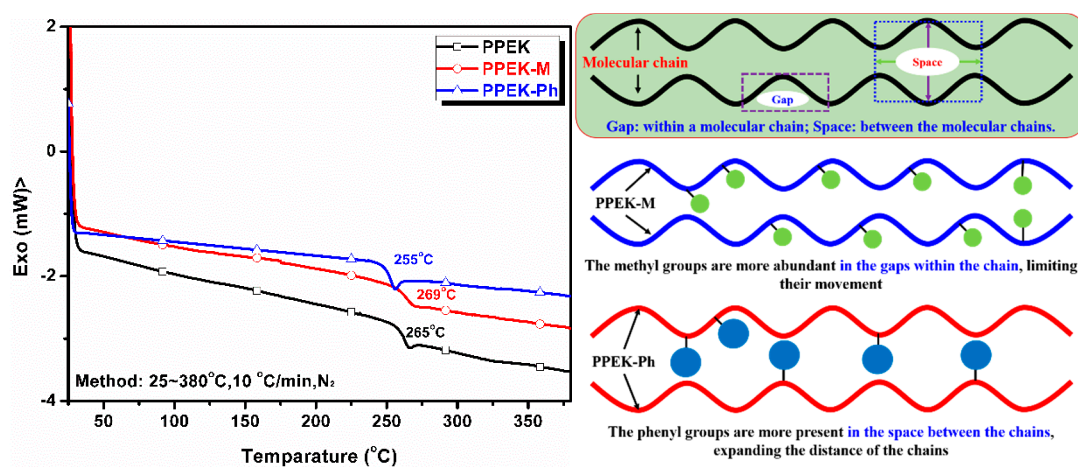 2
0
-2
-4
Exo (mW)>
PPEK
PPEK-M
PPEK-Ph
255°C
269°C
265°C
Method: 25~380°C,10 °C/min,N₂
50 100 150 200 250 300 350
Temparature (°C)
Molecular chain
Space
Gap
Gap: within a molecular chain; Space: between the molecular chains.
PPEK-M
The methyl groups are more abundant in the gaps within the chain, limiting
their movement
PPEK-Ph
The phenyl groups are more present in the space between the chains,
expanding the distance of the chains